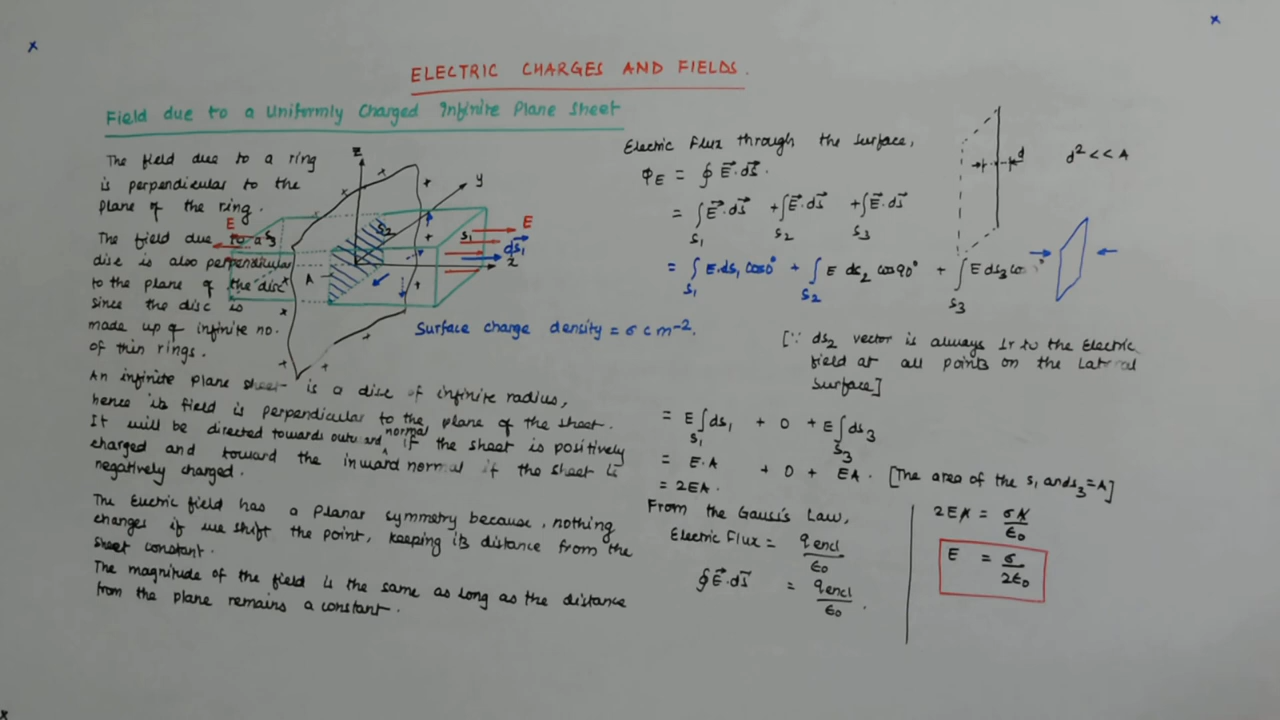 ELECTRIC CHARGES AND FIELDS.
Field due to a Uniformly Charged Infinite Plane Sheet
The field due to a ring
is perpendicular to the
plane of the ring.
The field due to a
disc is also perpendicular
to the plane of the disc
since the disc is
made up of infinite no.
of thin rings.
z
y
x
E
S3
S2
S1
E
dS1
A
Surface charge density = σ c m-2.
An infinite plane sheet is a disc of infinite radius,
hence its field is perpendicular to the plane of the sheet.
It will be directed towards outward normal if the sheet is positively
charged and toward the inward normal if the sheet is
negatively charged.
The Electric field has a planar symmetry because, nothing
changes if we shift the point, keeping its distance from the
sheet constant.
The magnitude of the field is the same as long as the distance
from the plane remains a constant.
Electric Flux through the surface,
ΦE = ∮ E⃗.ds⃗.
= ∫S1 E⃗.ds⃗ + ∫S2 E⃗.ds⃗ + ∫S3 E⃗.ds⃗
= ∫S1 E.ds1 cos0° + ∫S2 E ds2 cos90° + ∫S3 E ds3
[∵ ds2 vector is always ⊥r to the Electric
field at all points on the Lateral
Surface]
= E∫S1 ds1 + 0 + E∫S3 ds3
= E.A + 0 + EA. [The area of the S1 and S3 = A]
= 2EA.
From the Gauss's Law,
Electric Flux = qencl/ε0
∮E⃗.ds⃗ = qencl/ε0.
d
d² << A
2EA = σA/ε0
E = σ/2ε0